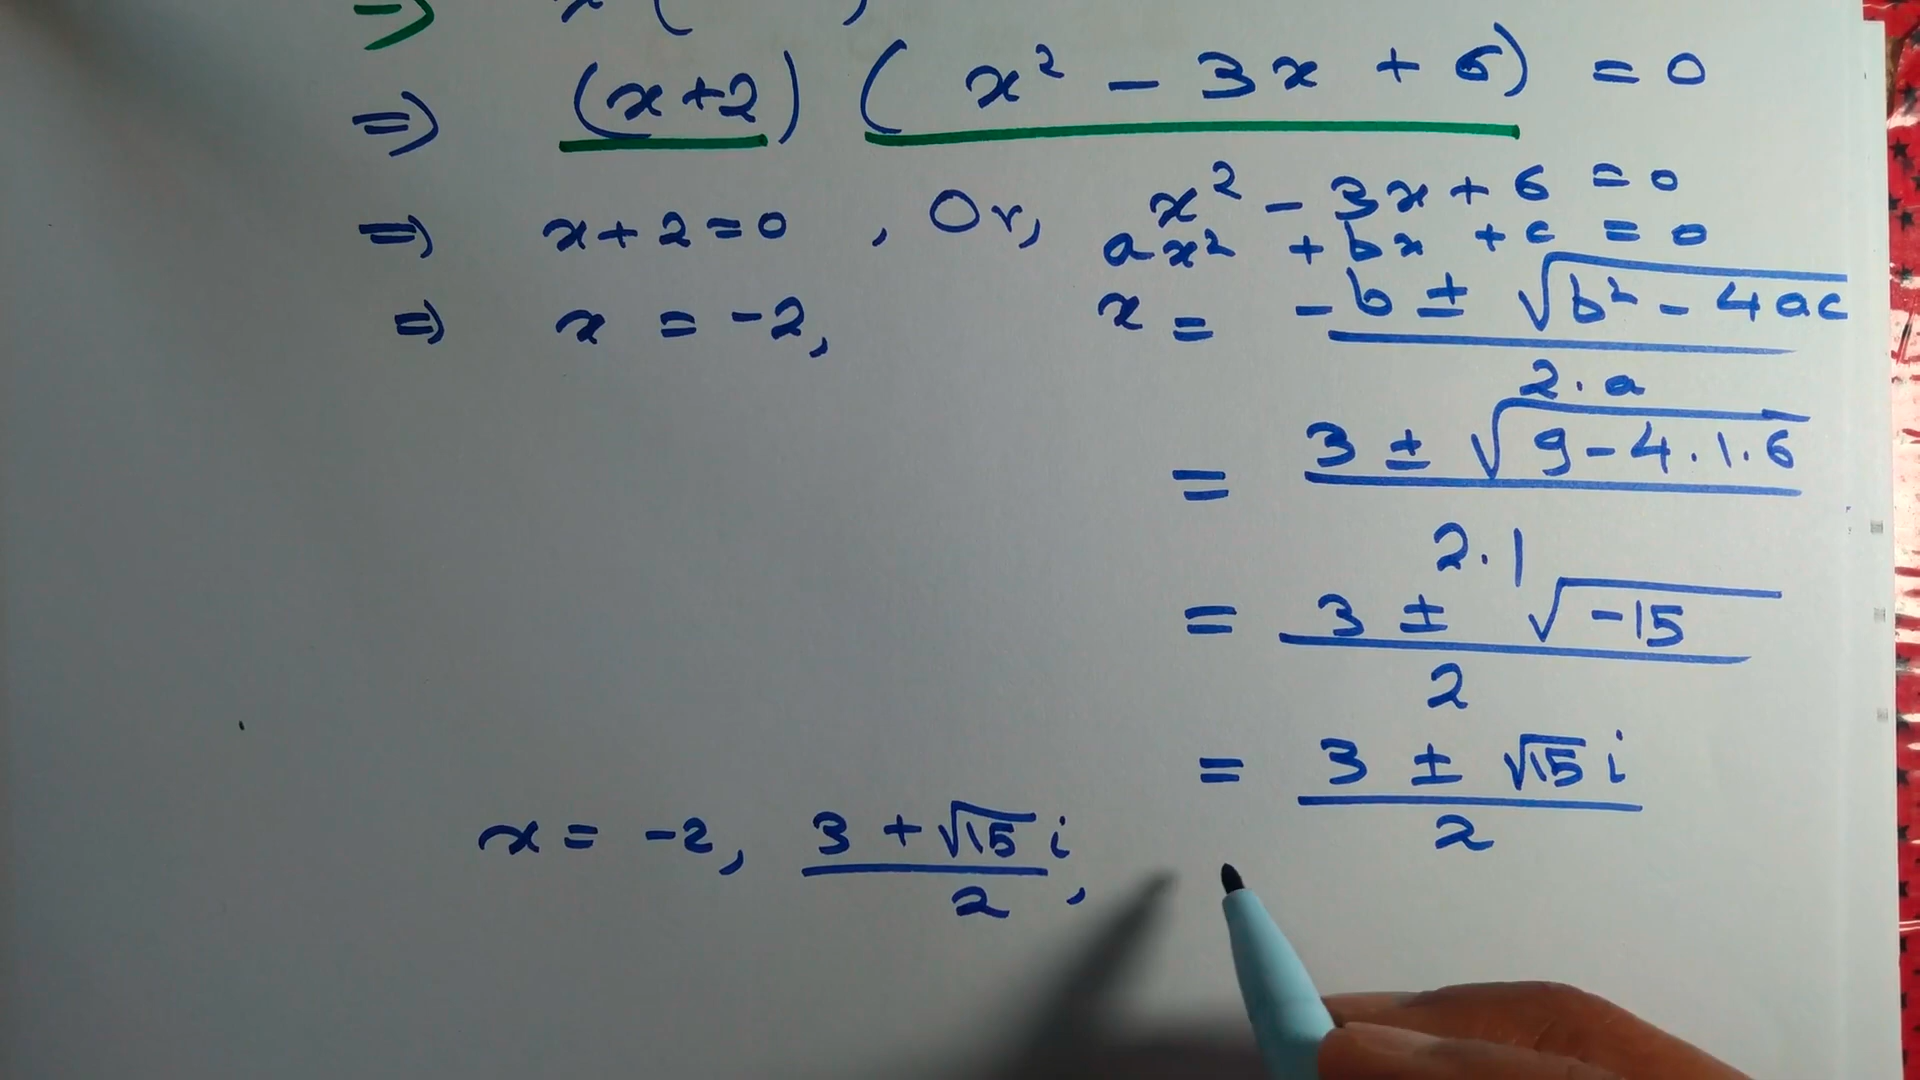 ⇒ (x+2) (x² - 3x + 6) = 0
⇒ x+2=0 , Or, x² - 3x + 6 = 0
ax² + bx + c = 0
⇒ x = -2, x = -b ± √b² - 4ac
2.a
= 3 ± √9-4.1.6
2.1
= 3 ± √-15
2
= 3 ± √15 i
2
x = -2, 3 + √15 i
2 ,